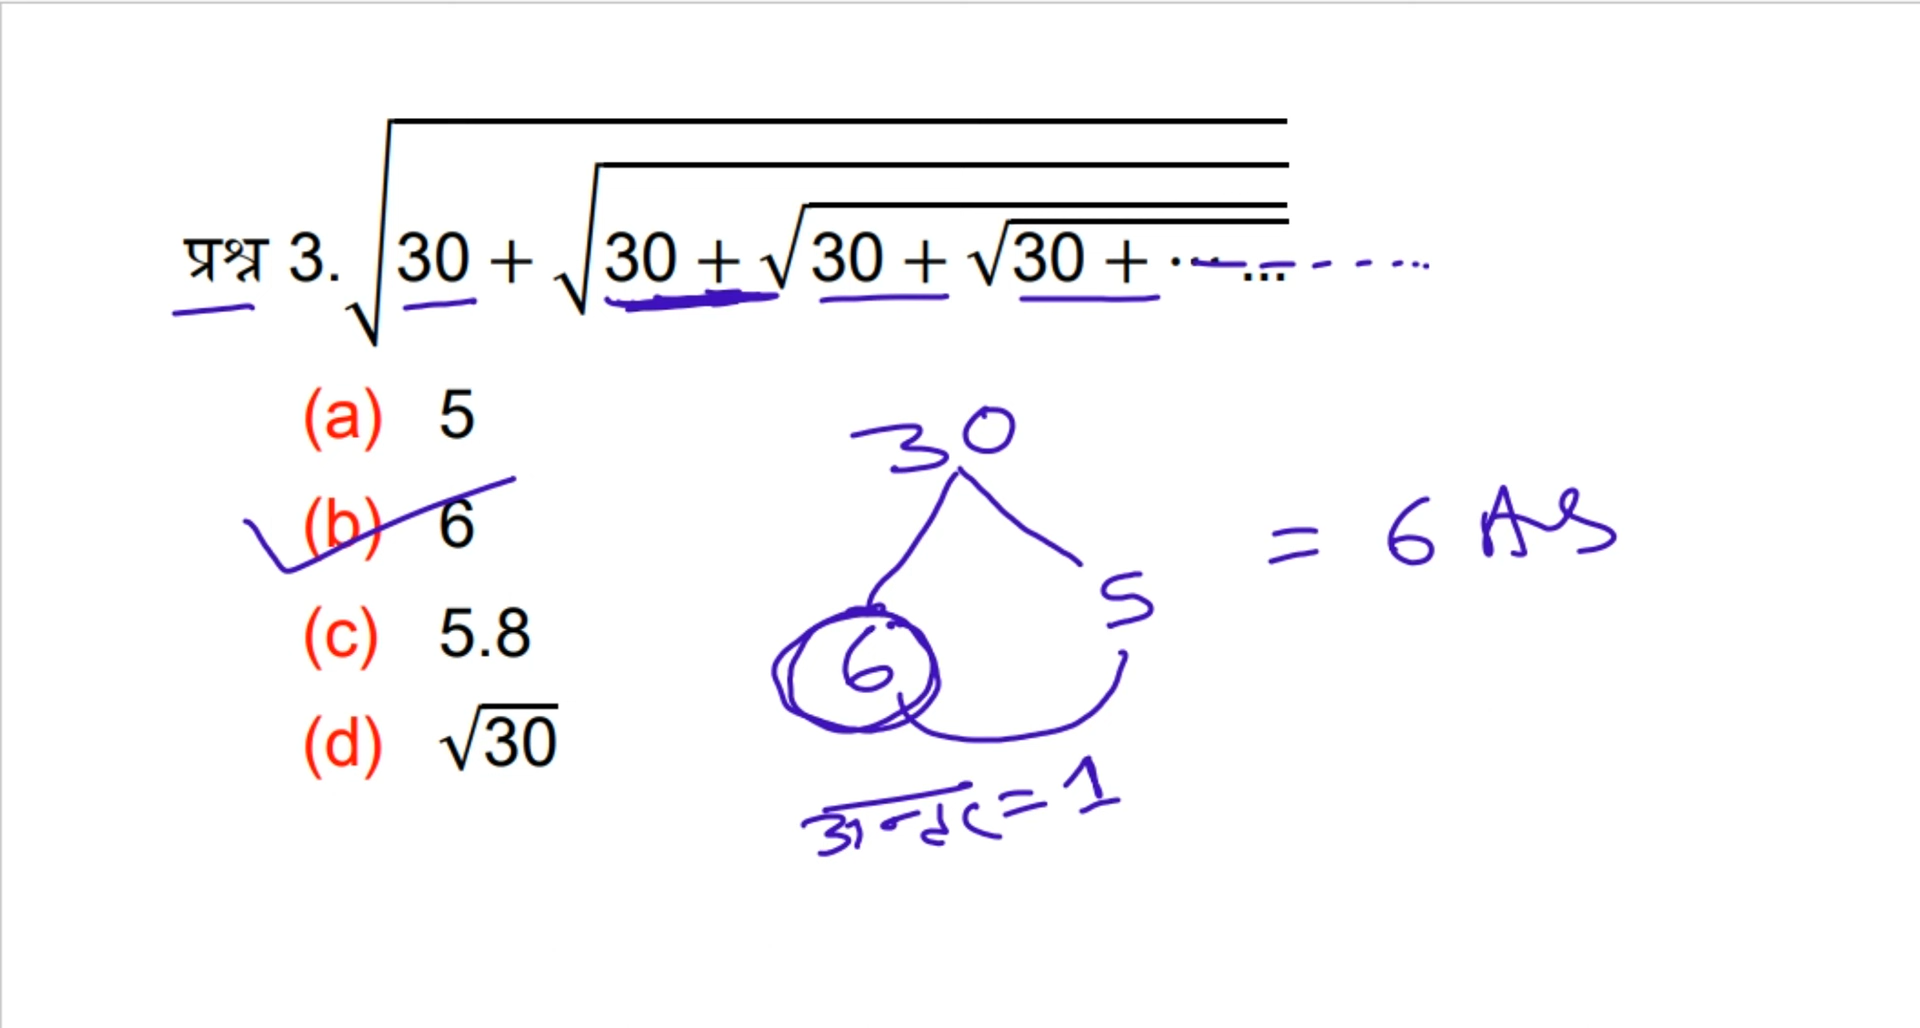 प्रश्न 3. √30 + √30 + √30 + √30 + ⋯ ...
(a) 5
(b) 6
(c) 5.8
(d) √30
30
6 5
= 6 Ans
अन्तर = 1